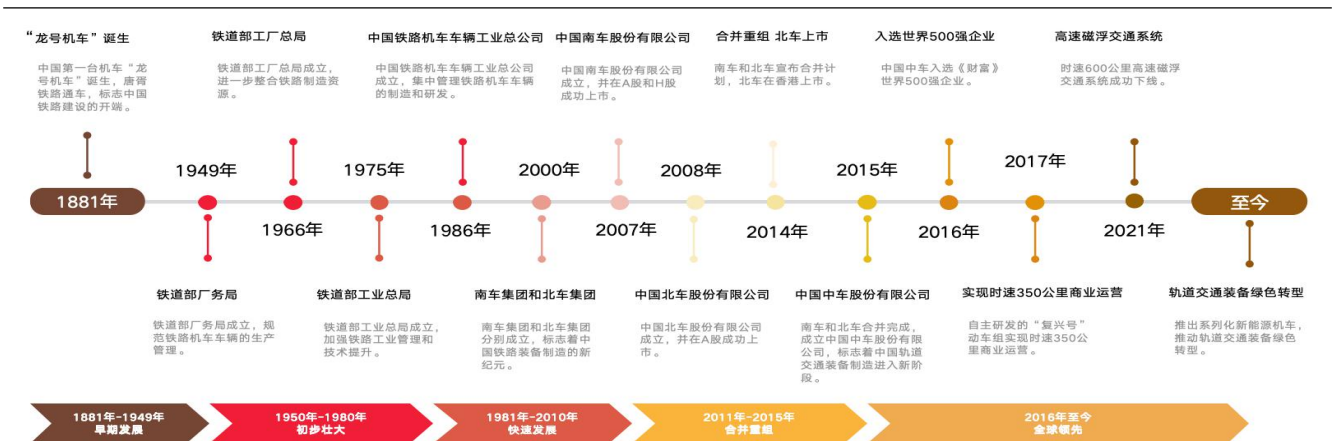 “龙号机车”诞生
中国第一台机车“龙
号机车”诞生，唐胥
铁路通车，标志中国
铁路建设的开端。
铁道部工厂总局
铁道部工厂总局成立，
进一步整合铁路制造资
源。
中国铁路机车车辆工业总公司
中国铁路机车车辆工业总公司
成立，集中管理铁路机车车辆
的制造和研发。
中国南车股份有限公司
中国南车股份有限公司
成立，并在A股和H股
成功上市。
合并重组 北车上市
南车和北车宣布合并计
划，北车在香港上市。
入选世界500强企业
中国中车入选《财富》
世界500强企业。
高速磁浮交通系统
时速600公里高速磁浮
交通系统成功下线。
1881年
1949年
1966年
1975年
1986年
2000年
2007年
2008年
2014年
2015年
2016年
2017年
2021年
至今
铁道部厂务局
铁道部厂务局成立，规
范铁路机车车辆的生产
管理。
铁道部工业总局
铁道部工业总局成立，
加强铁路工业管理和
技术提升。
南车集团和北车集团
南车集团和北车集团
分别成立，标志着中
国铁路装备制造的新
纪元。
中国北车股份有限公司
中国北车股份有限公司
成立，并在A股成功上
市。
中国中车股份有限公司
南车和北车合并完成，
成立中国中车股份有限
公司，标志着中国轨道
交通装备制造进入新阶
段。
实现时速350公里商业运营
自主研发的“复兴号”
动车组实现时速350公
里商业运营。
轨道交通装备绿色转型
推出系列化新能源机车，
推动轨道交通装备绿色
转型。
1881年-1949年
早期发展
1950年-1980年
初步壮大
1981年-2010年
快速发展
2011年-2015年
合并重组
2016年至今
全球领先